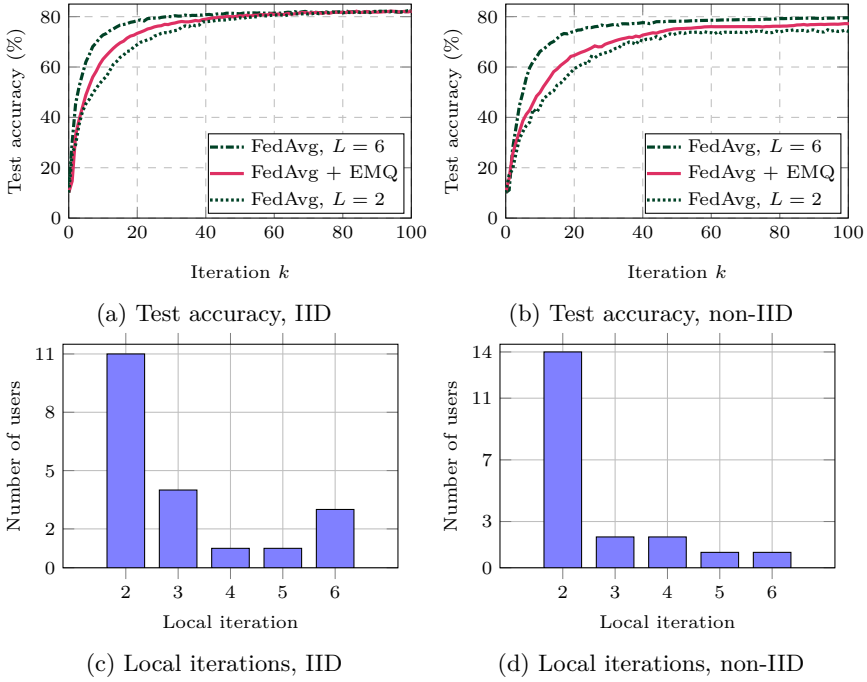 80
60
40
20
0
0
20
40
60
80
100
Test accuracy (%)
Iteration k
FedAvg, L = 6
FedAvg + EMQ
FedAvg, L = 2
(a) Test accuracy, IID
80
60
40
20
0
0
20
40
60
80
100
Test accuracy (%)
Iteration k
FedAvg, L = 6
FedAvg + EMQ
FedAvg, L = 2
(b) Test accuracy, non-IID
11
8
5
2
0
2
3
4
5
6
Number of users
Local iteration
(c) Local iterations, IID
14
11
7
3
0
2
3
4
5
6
Number of users
Local iteration
(d) Local iterations, non-IID